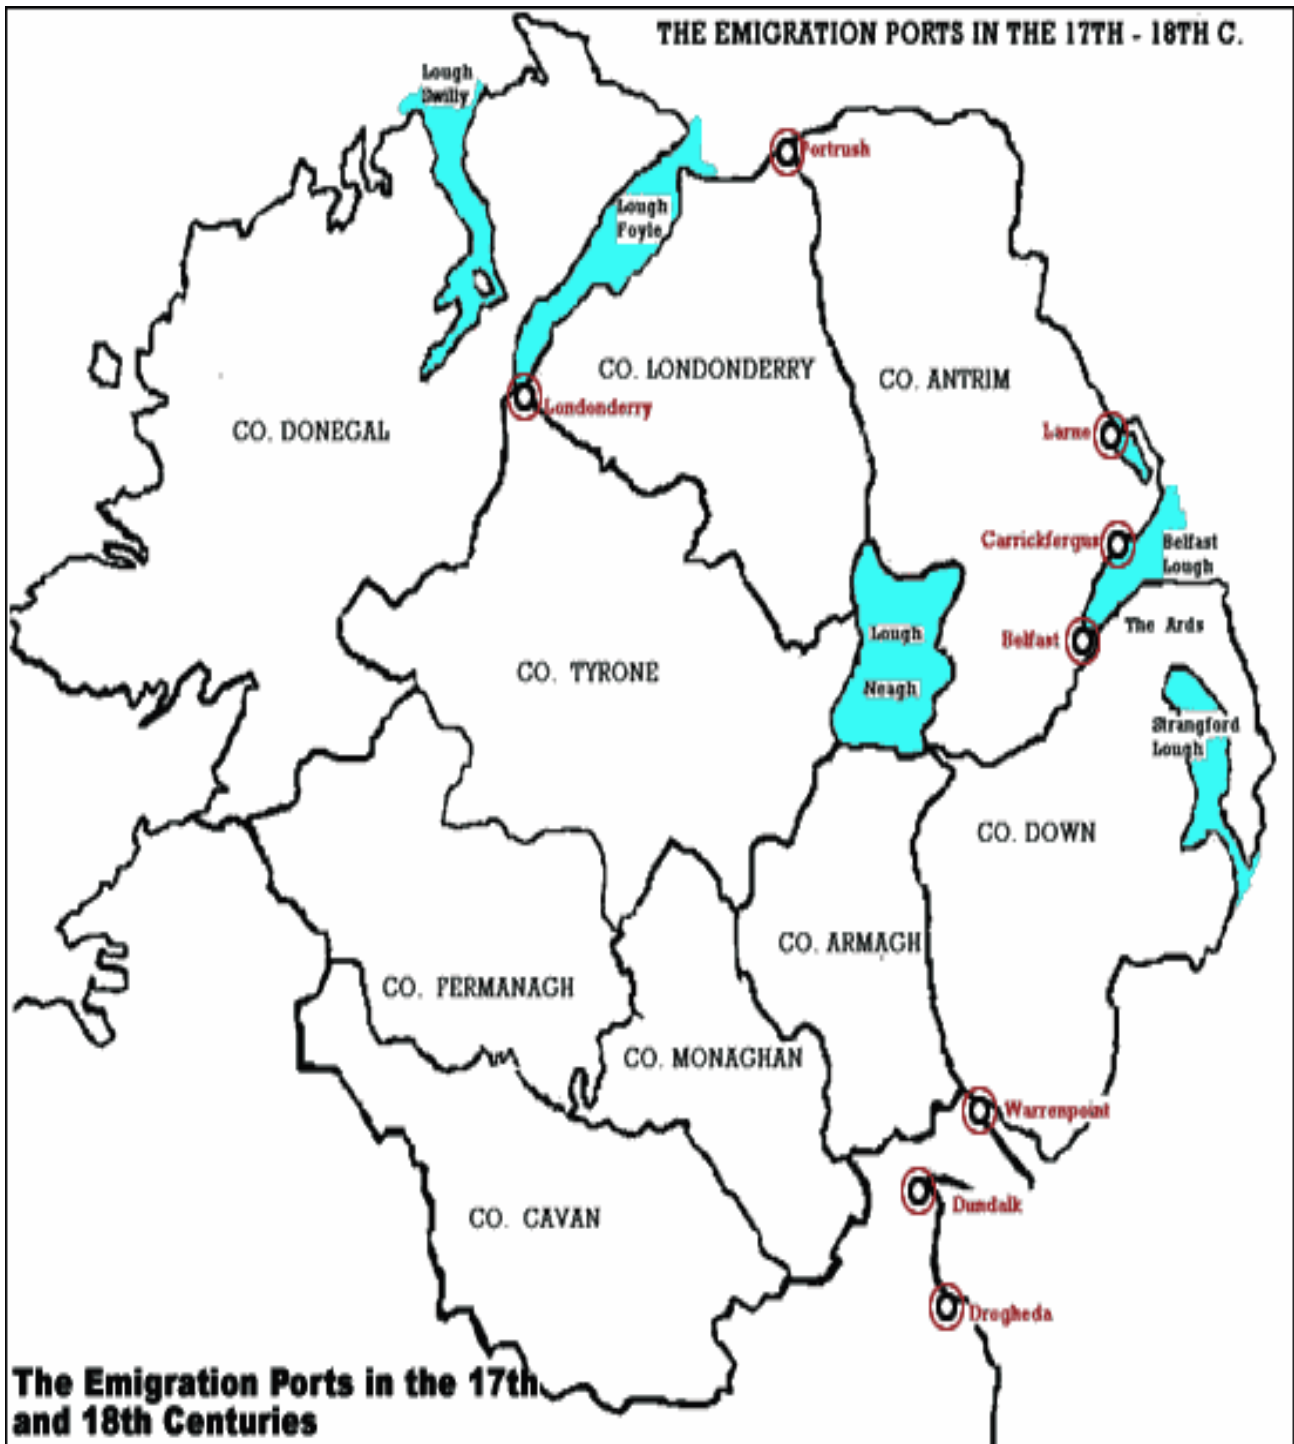 THE EMIGRATION PORTS IN THE 17TH - 18TH C.
Lough
Swilly
Portrush
Lough
Foyle
CO. LONDONDERRY
CO. ANTRIM
Londonderry
CO. DONEGAL
Larne
Carrickfergus
Belfast
Lough
Lough
Neagh
Belfast
The Ards
CO. TYRONE
Strangford
Lough
CO. DOWN
CO. ARMAGH
CO. FERMANAGH
CO. MONAGHAN
Warrenpoint
Dundalk
CO. CAVAN
Drogheda
The Emigration Ports in the 17th
and 18th Centuries